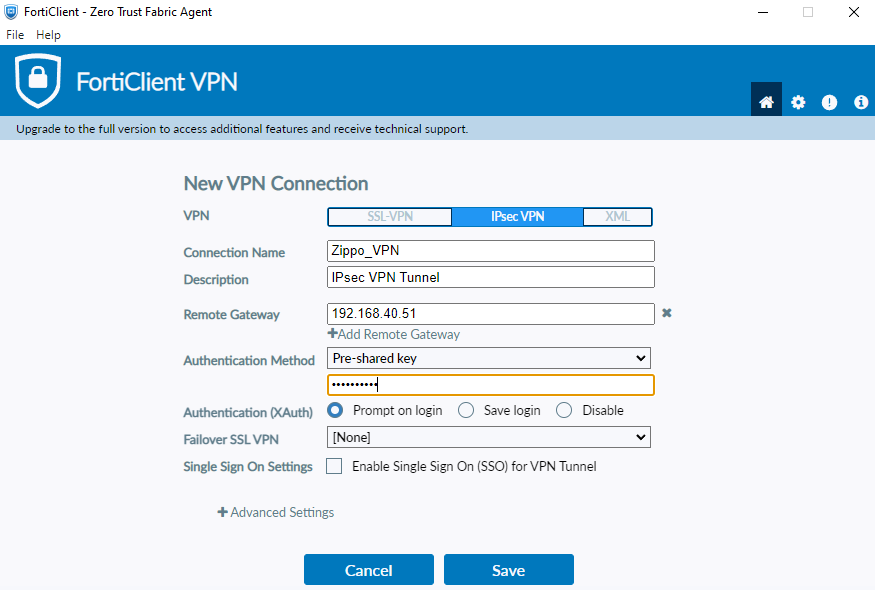 FortiClient - Zero Trust Fabric Agent
File Help
FortiClient VPN
Upgrade to the full version to access additional features and receive technical support.
New VPN Connection
VPN SSL-VPN IPsec VPN XML
Connection Name Zippo_VPN
Description IPsec VPN Tunnel
Remote Gateway 192.168.40.51
+Add Remote Gateway
Authentication Method Pre-shared key
••••••••••
Authentication (XAuth) Prompt on login Save login Disable
Failover SSL VPN [None]
Single Sign On Settings Enable Single Sign On (SSO) for VPN Tunnel
+ Advanced Settings
Cancel Save